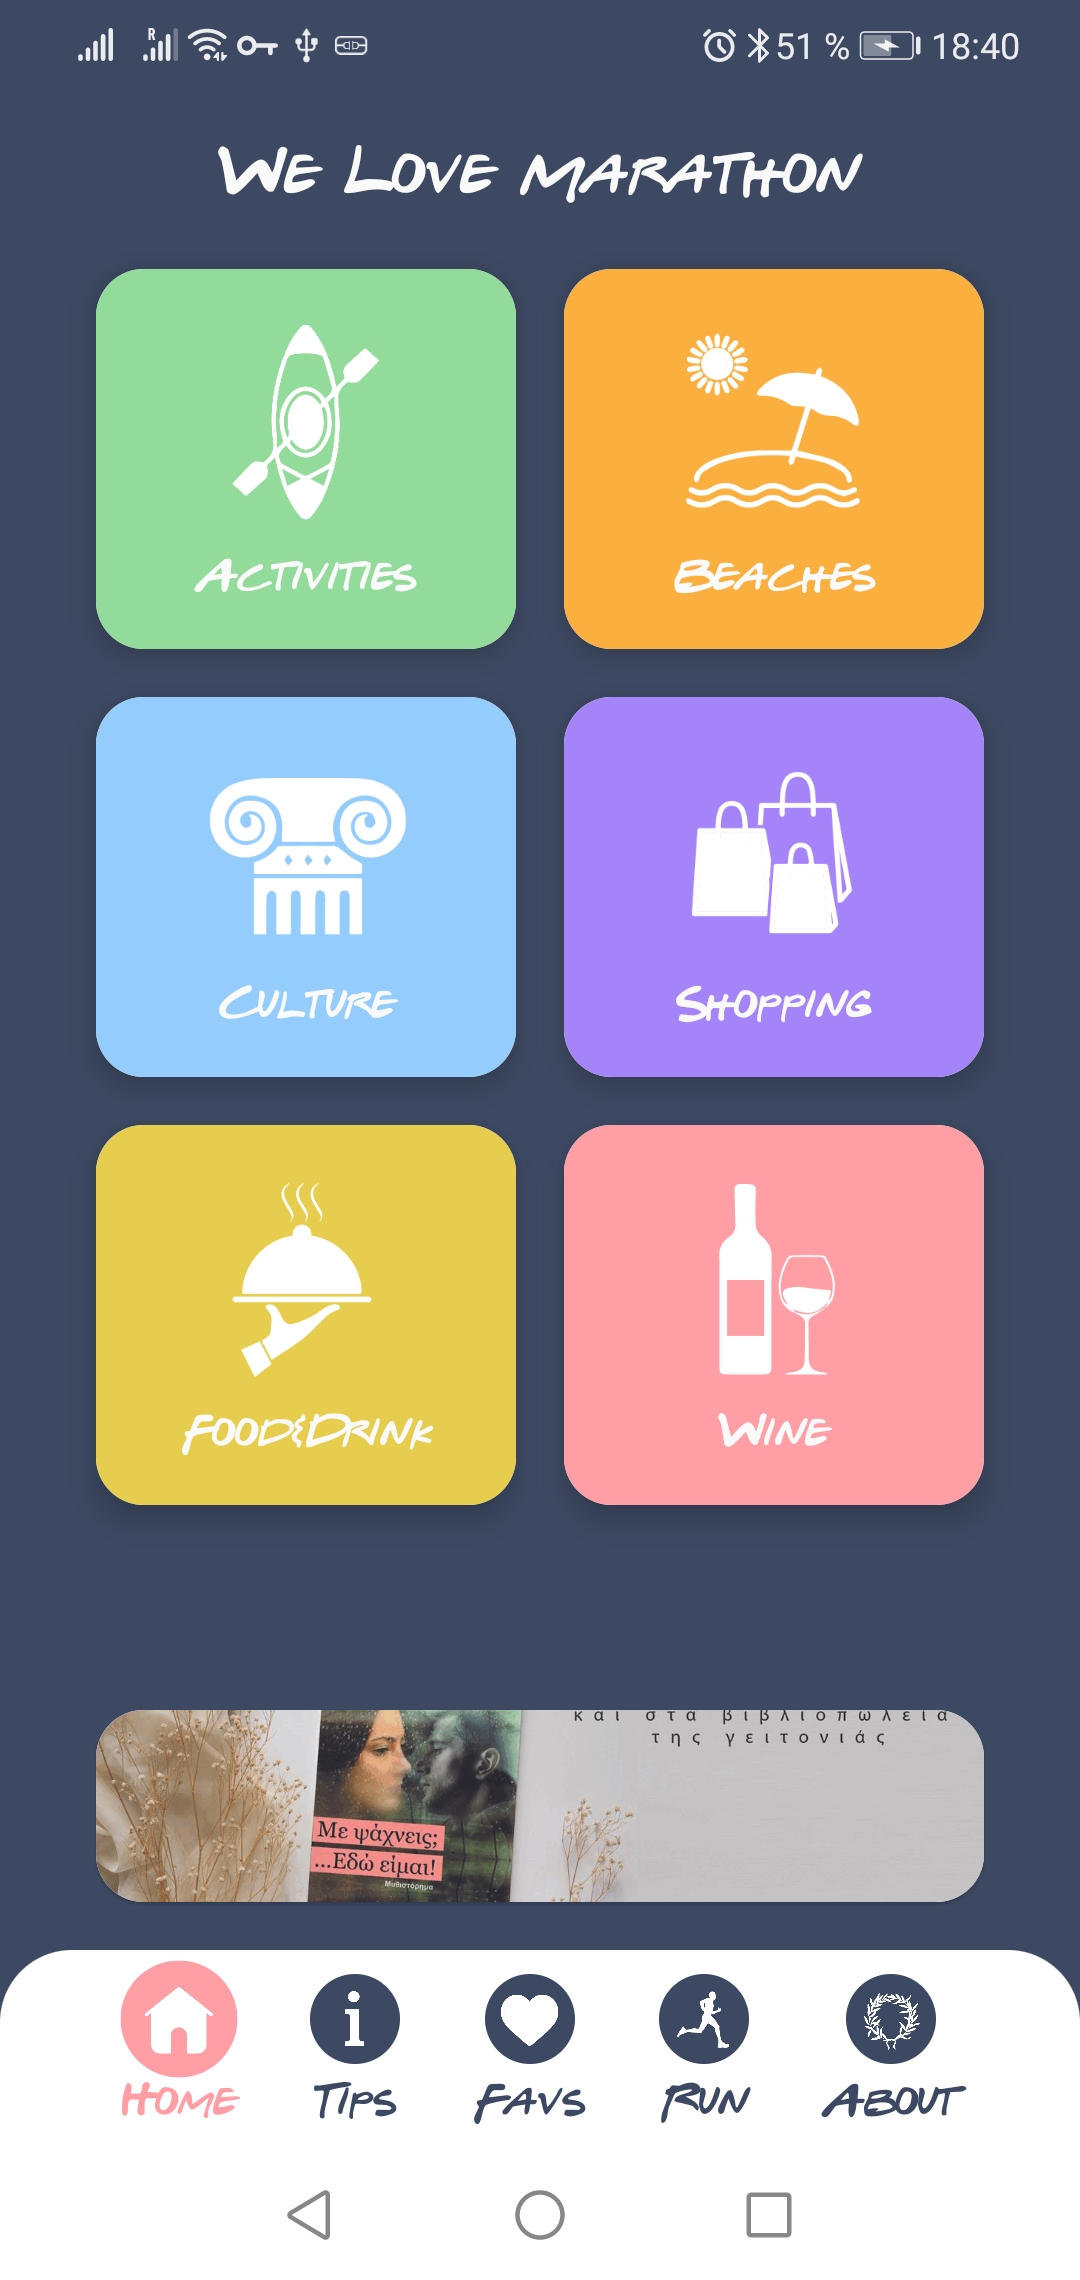 R
51 % 18:40
We Love Marathon
Activities
Beaches
Culture
Shopping
Food&Drink
Wine
και στα βιβλιοπωλεία
της γειτονιάς
Με ψάχνεις;
...Εδώ είμαι!
Μυθιστόρημα
Home
Tips
Favs
Run
About